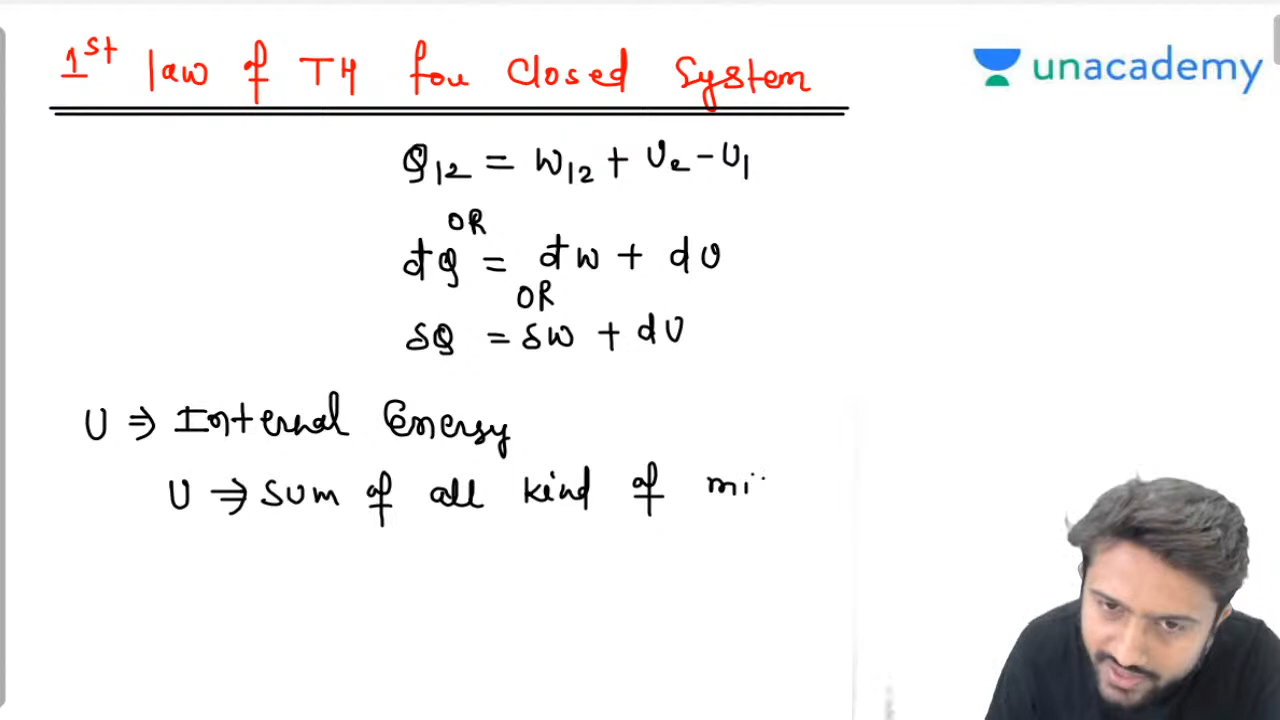 1st law of TH for Closed System
unacademy
Q12 = W12 + U2 - U1
OR
đQ = đW + dU
OR
δQ = δW + dU
U ⇒ Internal Energy
U ⇒ Sum of all kind of mi